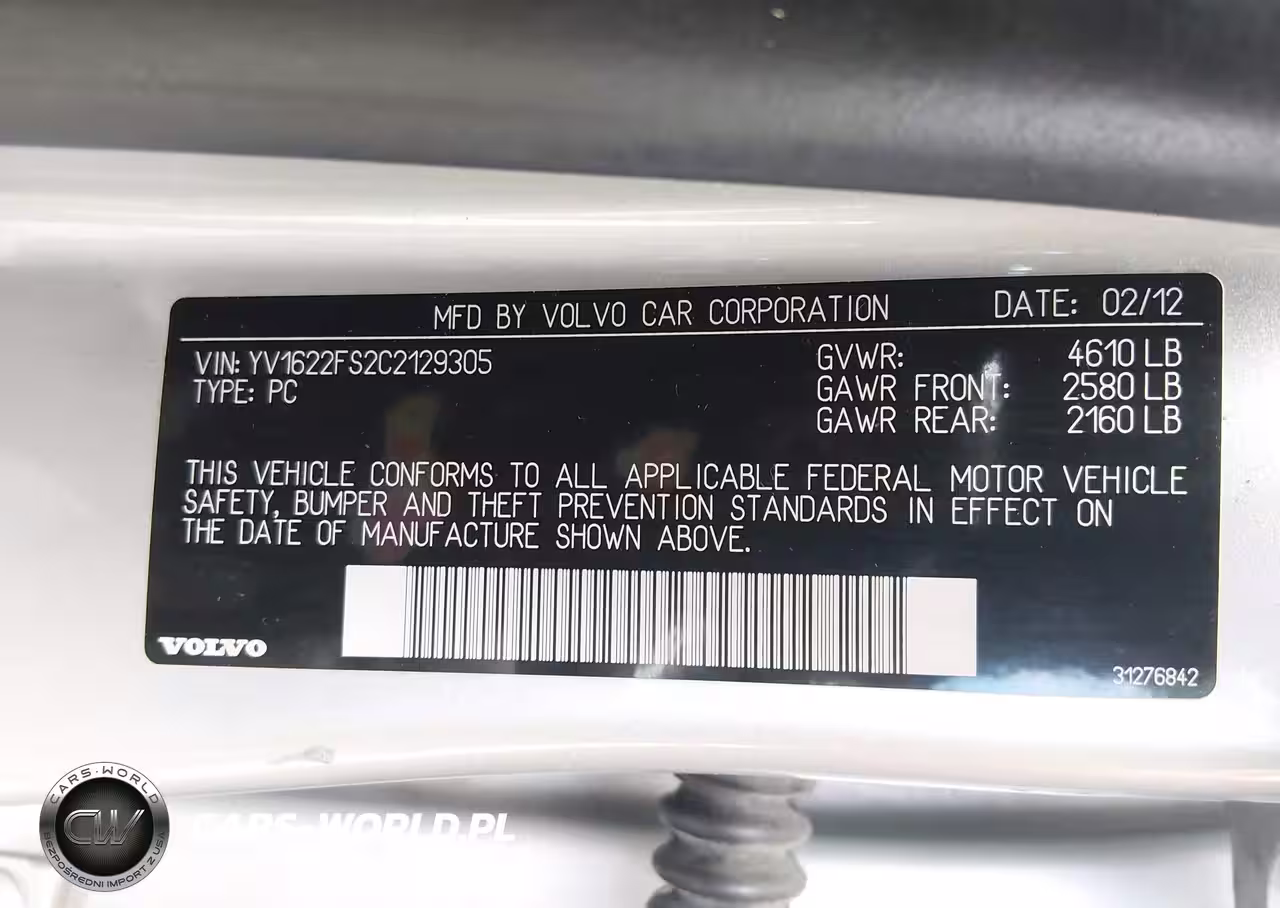 MFD BY VOLVO CAR CORPORATION DATE: 02/12
VIN: YV1622FS2C2129305 GVWR: 4610 LB
TYPE: PC GAWR FRONT: 2580 LB
GAWR REAR: 2160 LB
THIS VEHICLE CONFORMS TO ALL APPLICABLE FEDERAL MOTOR VEHICLE
SAFETY, BUMPER AND THEFT PREVENTION STANDARDS IN EFFECT ON
THE DATE OF MANUFACTURE SHOWN ABOVE.
VOLVO
31276842
CARS-WORLD
CW
BEZPOŚREDNI IMPORT Z USA
CARS-WORLD.PL